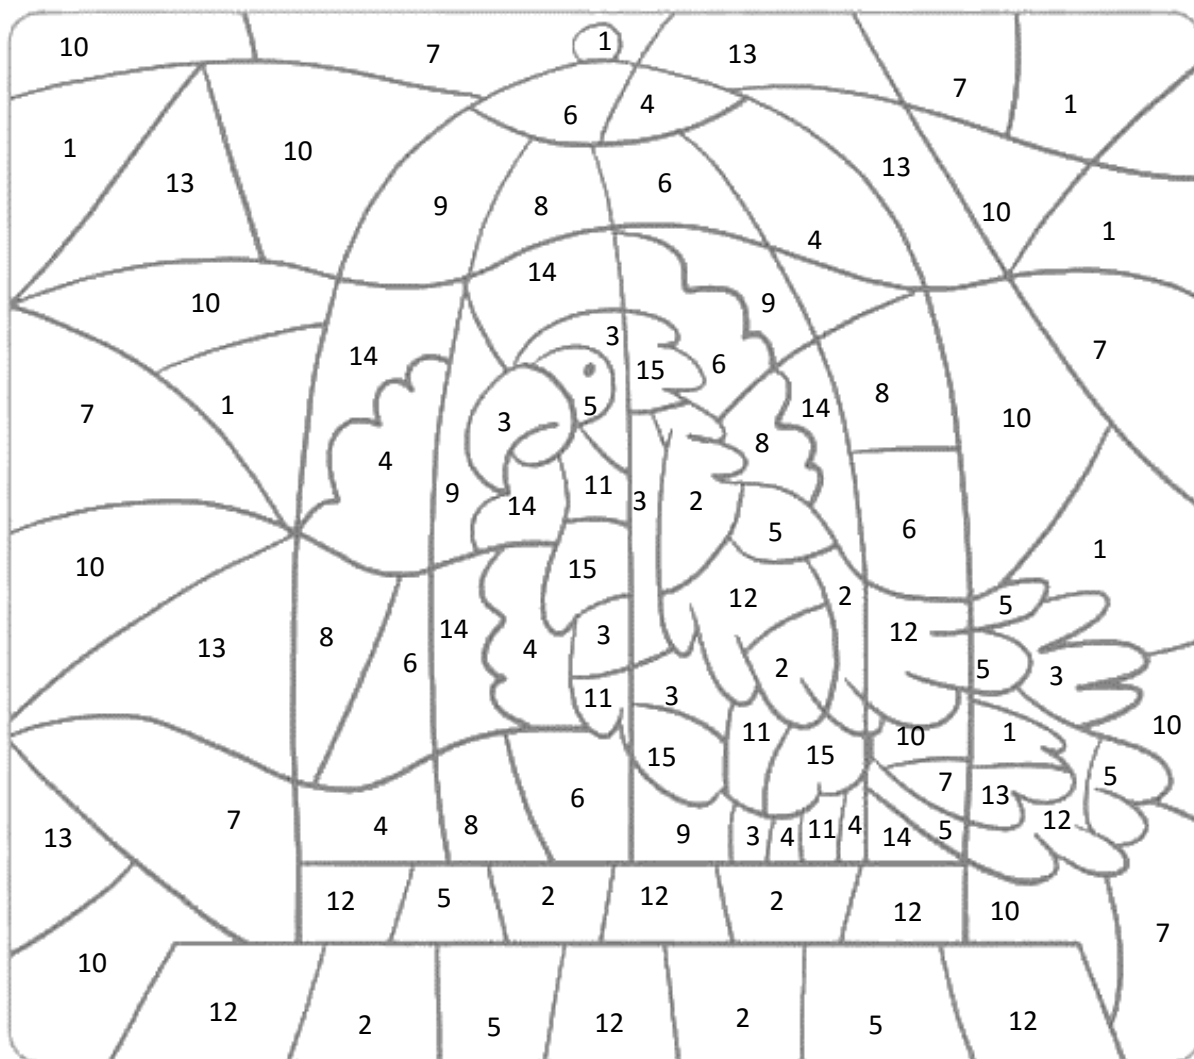 10 7 1 13
7 1
6 4
1 13 10 13
9 8 6 10 1
4
14
10 9
3
14 15 6 7
7 1 3 5 14 8 10
4 9 14 11 3 2 8
5 6
10 15 1
12 2 5
13 8 6 14 4 3 12
2 5 3
11 3
11 10 1 10
15 15
7 13 5
13 7 4 8 6 9 3 4 11 4 14 5 12
12 5 2 12 2 12 10
10 7
12 2 5 12 2 5 12